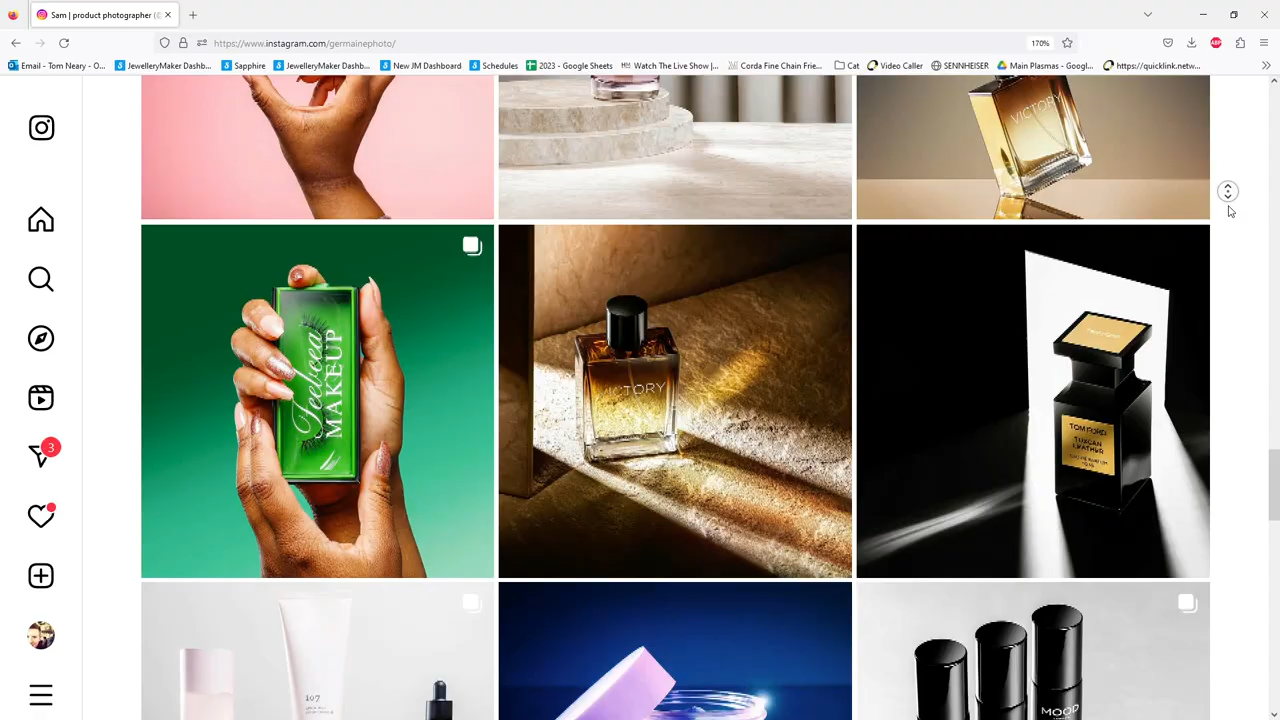 Sam | product photographer (
https://www.instagram.com/germainephoto/
170%
Email - Tom Neary - O...
JewelleryMaker Dashb...
Sapphire
JewelleryMaker Dashb...
New JM Dashboard
Schedules
2023 - Google Sheets
Watch The Live Show |...
Corda Fine Chain Frie...
Cat
Video Caller
SENNHEISER
Main Plasmas - Googl...
https://quicklink.netw...
ABP
VICTORY
3
Feebeea
MAKEUP
VICTORY
TOM FORD
TUSCAN
LEATHER
107
MOOD